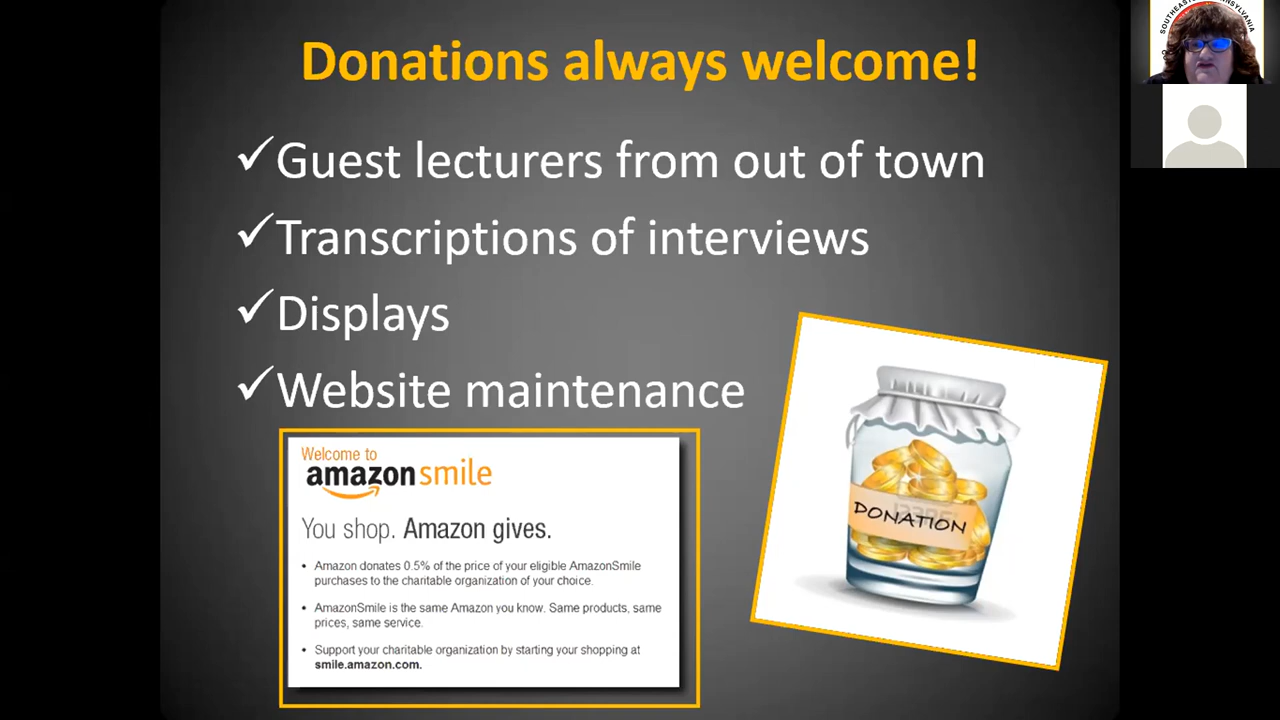 Donations always welcome!
✓Guest lecturers from out of town
✓Transcriptions of interviews
✓Displays
✓Website maintenance
Welcome to
amazonsmile
You shop. Amazon gives.
• Amazon donates 0.5% of the price of your eligible AmazonSmile
purchases to the charitable organization of your choice.
• AmazonSmile is the same Amazon you know. Same products, same
prices, same service.
• Support your charitable organization by starting your shopping at
smile.amazon.com.
DONATION